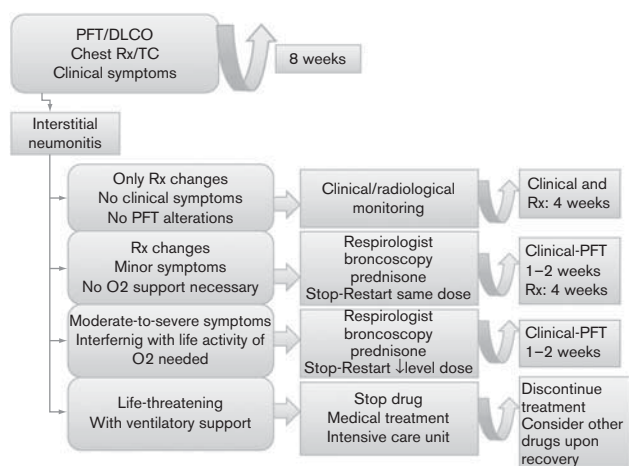 PFT/DLCO
Chest Rx/TC
Clinical symptoms
8 weeks
Interstitial
neumonitis
Only Rx changes
No clinical symptoms
No PFT alterations
Clinical/radiological
monitoring
Clinical and
Rx: 4 weeks
Rx changes
Minor symptoms
No O2 support necessary
Respirologist
broncoscopy
prednisone
Stop-Restart same dose
Clinical-PFT
1–2 weeks
Rx: 4 weeks
Moderate-to-severe symptoms
Interfernig with life activity of
O2 needed
Respirologist
broncoscopy
prednisone
Stop-Restart ↓level dose
Clinical-PFT
1–2 weeks
Life-threatening
With ventilatory support
Stop drug
Medical treatment
Intensive care unit
Discontinue
treatment
Consider other
drugs upon
recovery